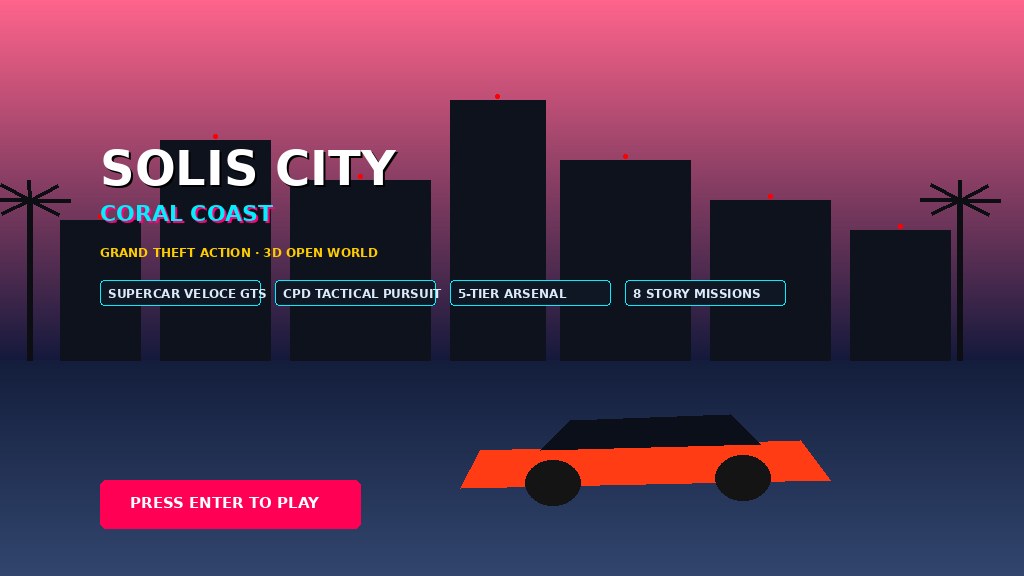 SOLIS CITY
CORAL COAST
GRAND THEFT ACTION · 3D OPEN WORLD
SUPERCAR VELOCE GTS CPD TACTICAL PURSUIT 5-TIER ARSENAL 8 STORY MISSIONS
PRESS ENTER TO PLAY